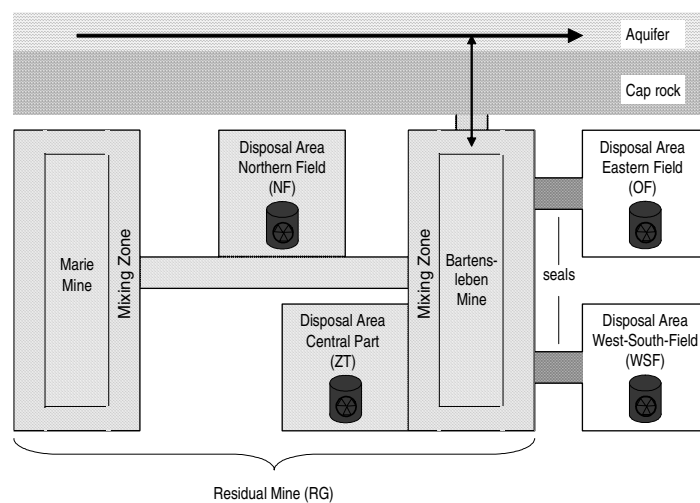 Aquifer
Cap rock
Disposal Area
Northern Field
(NF)
Disposal Area
Eastern Field
(OF)
Marie
Mine
Mixing Zone
Mixing Zone
Bartens-
leben
Mine
seals
Disposal Area
Central Part
(ZT)
Disposal Area
West-South-Field
(WSF)
Residual Mine (RG)